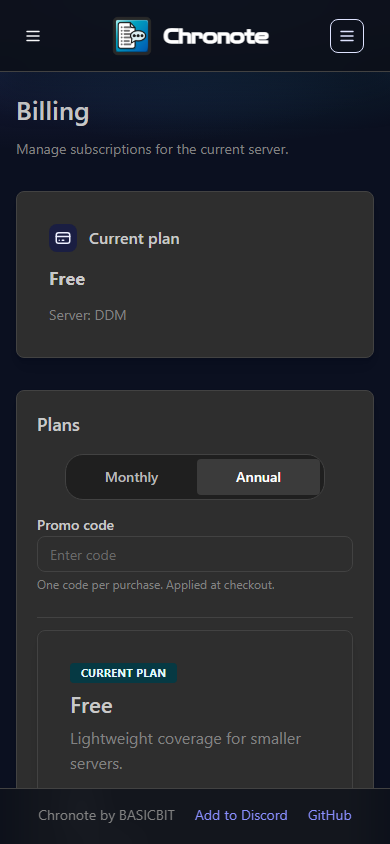 Chronote
Billing
Manage subscriptions for the current server.
Current plan
Free
Server: DDM
Plans
Monthly
Annual
Promo code
Enter code
One code per purchase. Applied at checkout.
CURRENT PLAN
Free
Lightweight coverage for smaller
servers.
Chronote by BASICBIT
Add to Discord
GitHub